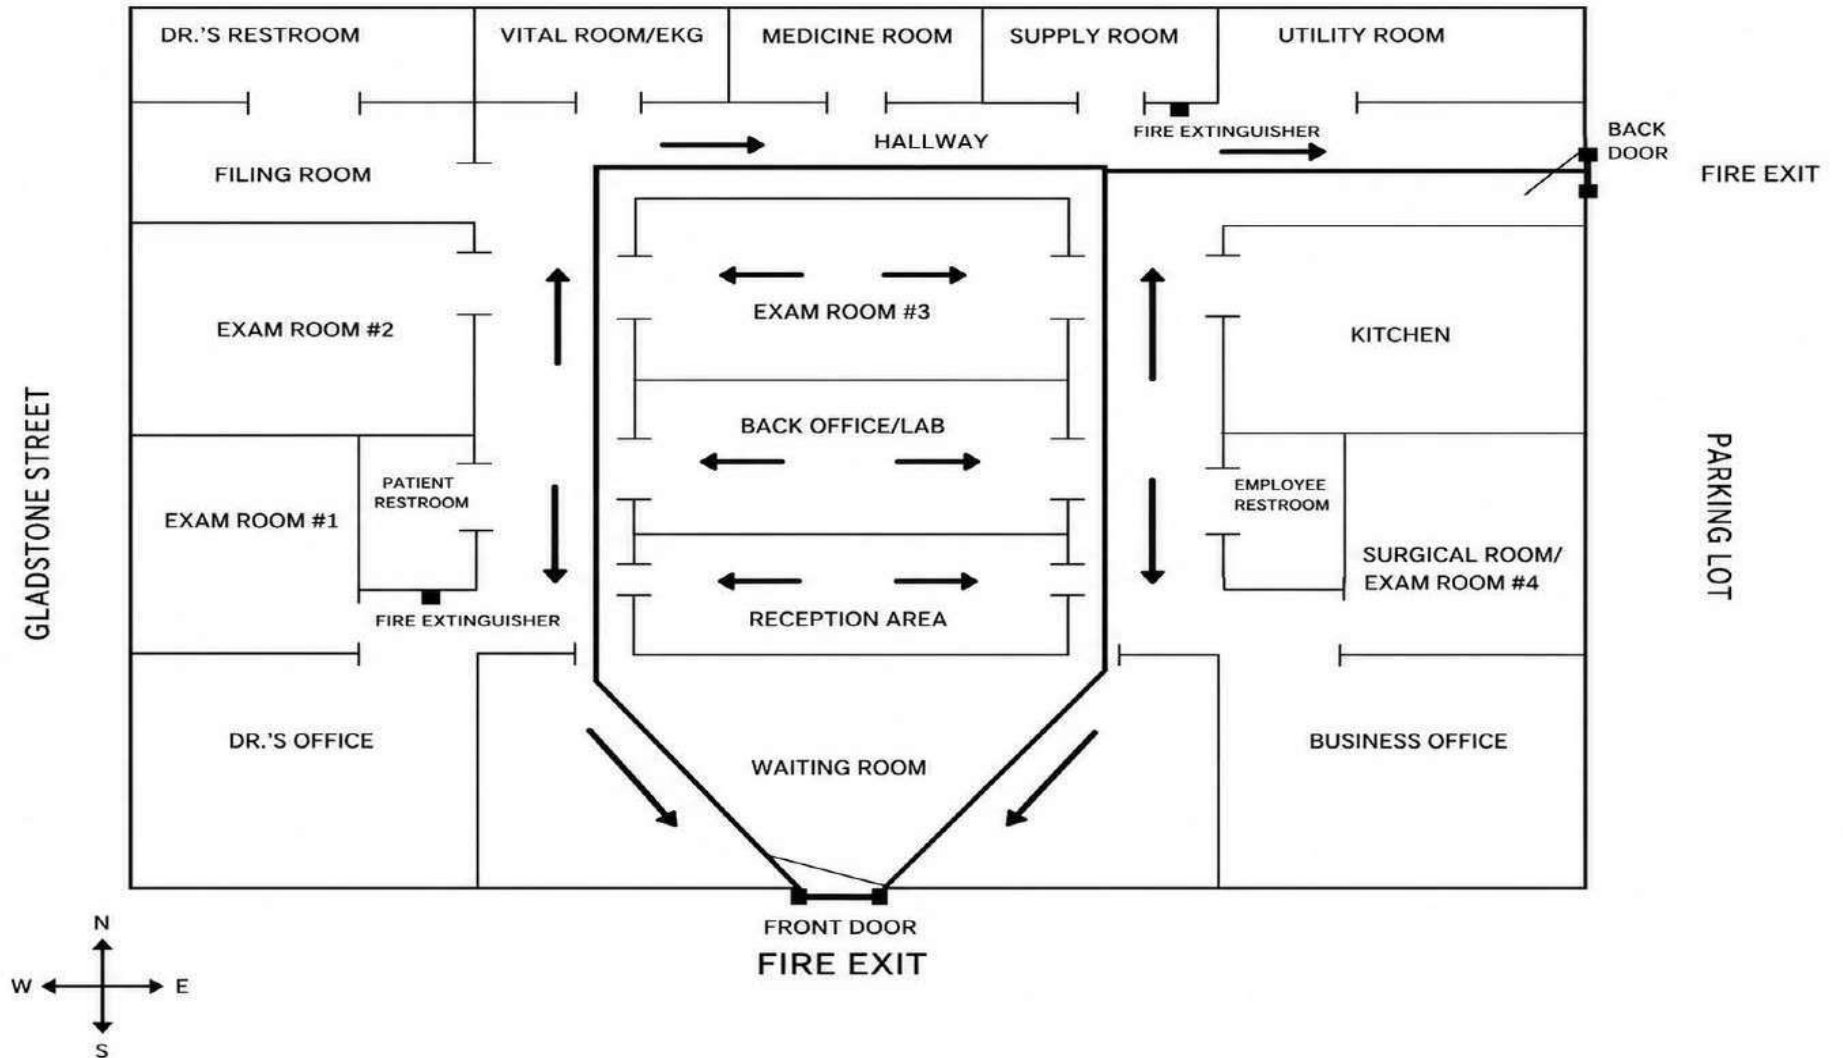 DR.'S RESTROOM
VITAL ROOM/EKG
MEDICINE ROOM
SUPPLY ROOM
UTILITY ROOM
FIRE EXTINGUISHER
HALLWAY
BACK
DOOR
FIRE EXIT
FILING ROOM
EXAM ROOM #3
EXAM ROOM #2
KITCHEN
GLADSTONE STREET
BACK OFFICE/LAB
PARKING LOT
PATIENT
RESTROOM
EMPLOYEE
RESTROOM
EXAM ROOM #1
SURGICAL ROOM/
EXAM ROOM #4
FIRE EXTINGUISHER
RECEPTION AREA
DR.'S OFFICE
WAITING ROOM
BUSINESS OFFICE
FRONT DOOR
FIRE EXIT
N
W
E
S